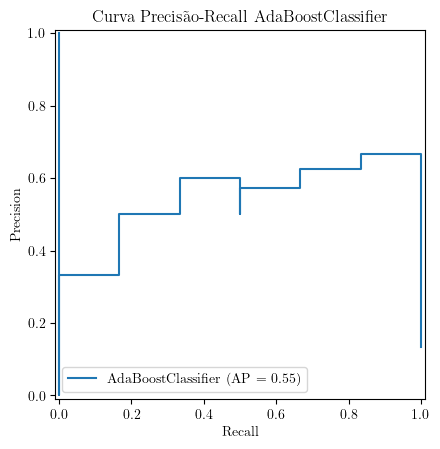 Curva Precisão-Recall AdaBoostClassifier
1.0
0.8
0.6
0.4
0.2
0.0
Precision
AdaBoostClassifier (AP = 0.55)
0.0 0.2 0.4 0.6 0.8 1.0
Recall